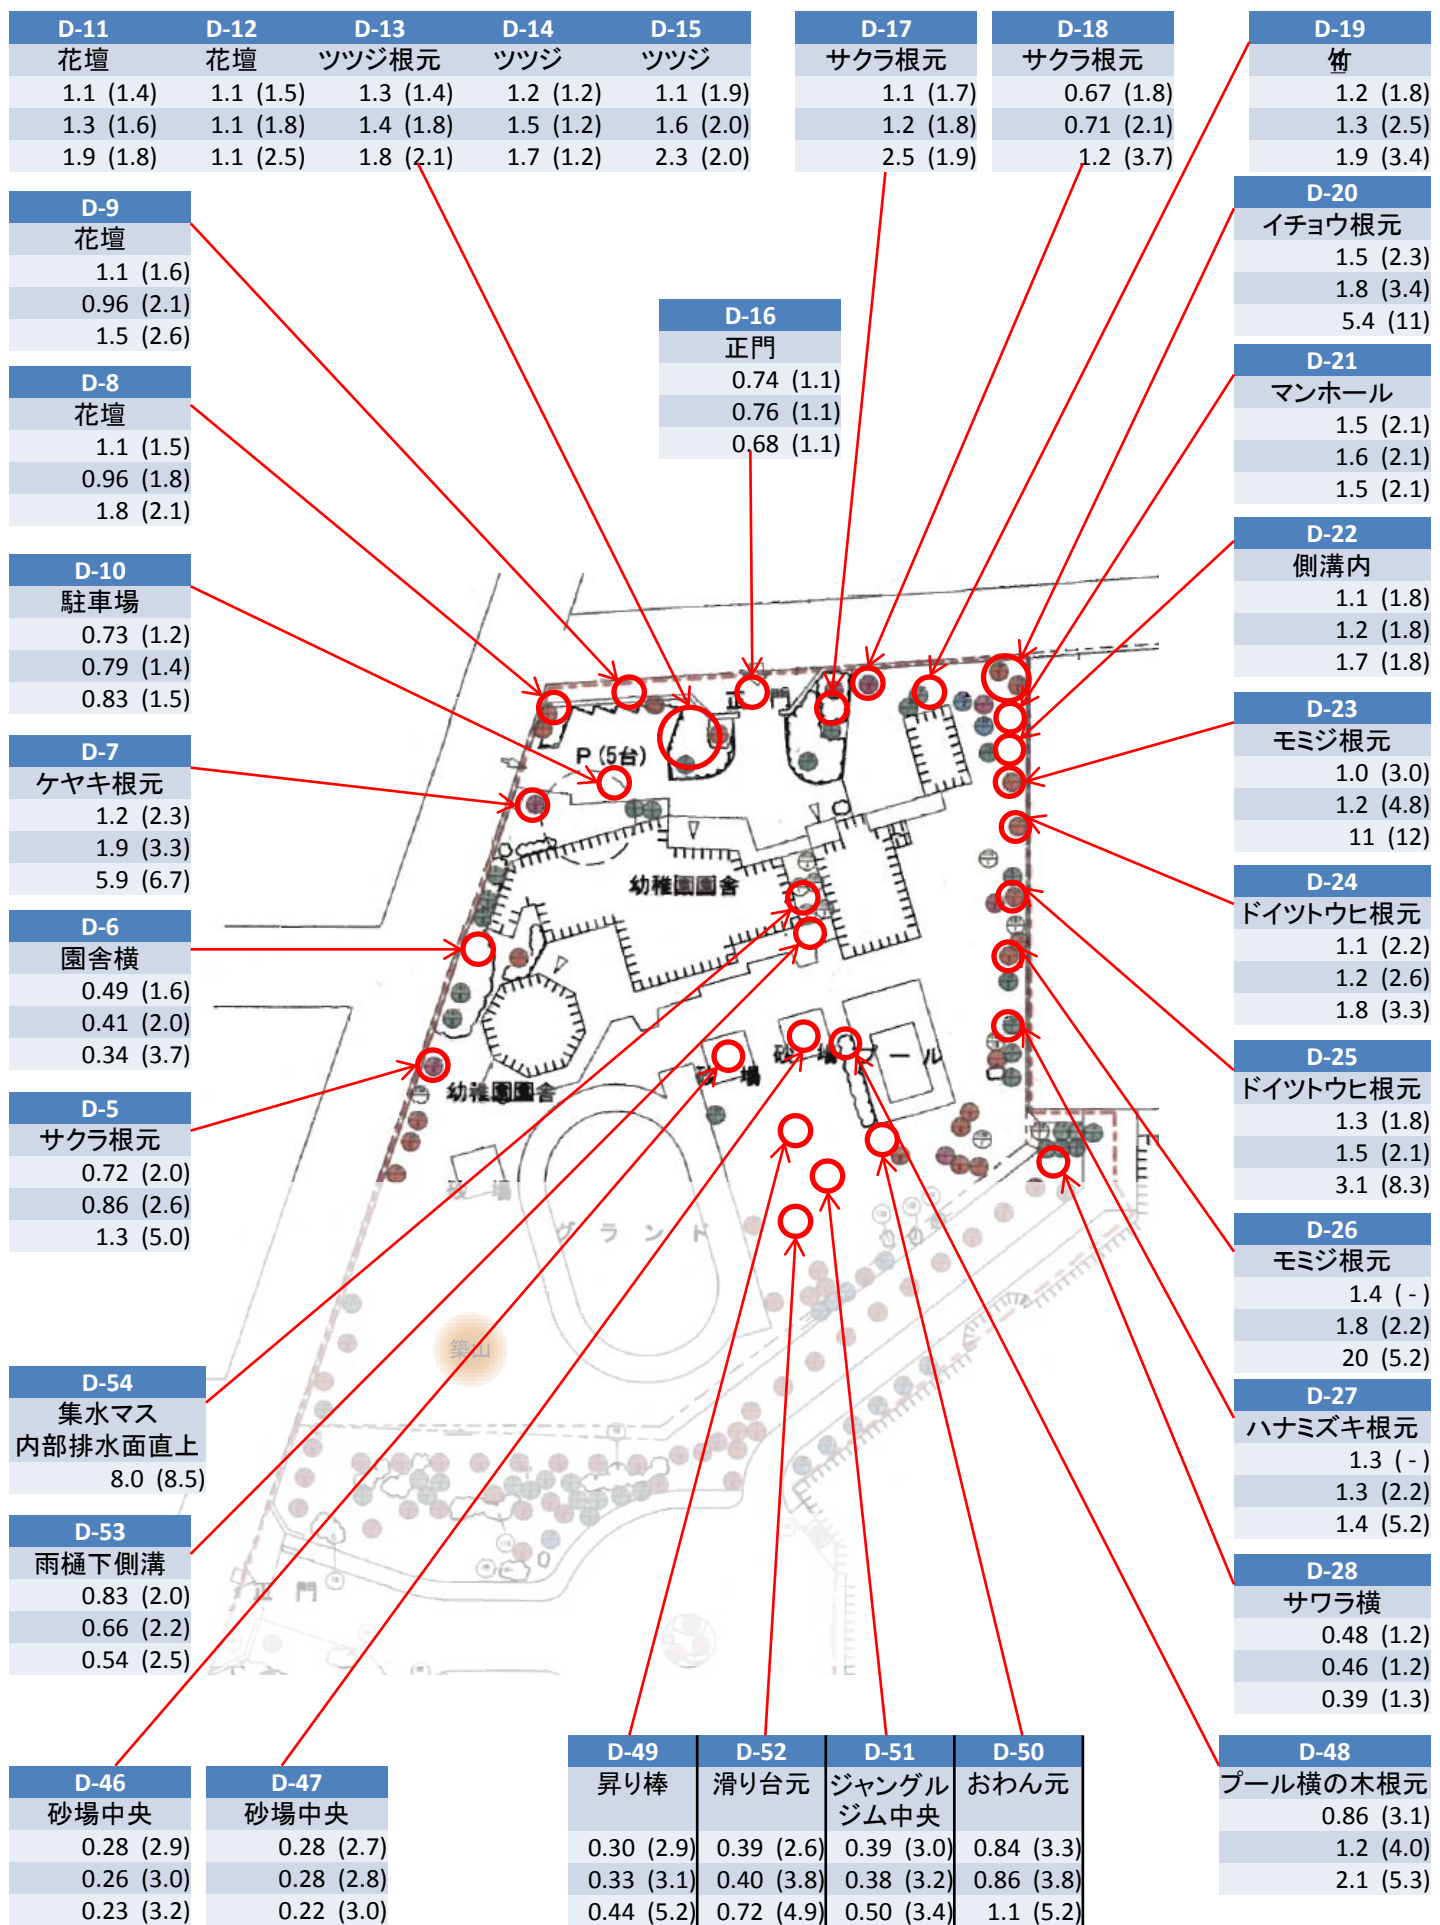 D-11 D-12 D-13 D-14 D-15
花壇 花壇 ツツジ根元 ツツジ ツツジ
1.1 (1.4) 1.1 (1.5) 1.3 (1.4) 1.2 (1.2) 1.1 (1.9)
1.3 (1.6) 1.1 (1.8) 1.4 (1.8) 1.5 (1.2) 1.6 (2.0)
1.9 (1.8) 1.1 (2.5) 1.8 (2.1) 1.7 (1.2) 2.3 (2.0)
D-17
サクラ根元
1.1 (1.7)
1.2 (1.8)
2.5 (1.9)
D-18
サクラ根元
0.67 (1.8)
0.71 (2.1)
1.2 (3.7)
D-19
竹
1.2 (1.8)
1.3 (2.5)
1.9 (3.4)
D-9
花壇
1.1 (1.6)
0.96 (2.1)
1.5 (2.6)
D-20
イチョウ根元
1.5 (2.3)
1.8 (3.4)
5.4 (11)
D-16
正門
0.74 (1.1)
0.76 (1.1)
0.68 (1.1)
D-8
花壇
1.1 (1.5)
0.96 (1.8)
1.8 (2.1)
D-21
マンホール
1.5 (2.1)
1.6 (2.1)
1.5 (2.1)
D-10
駐車場
0.73 (1.2)
0.79 (1.4)
0.83 (1.5)
D-22
側溝内
1.1 (1.8)
1.2 (1.8)
1.7 (1.8)
D-7
ケヤキ根元
1.2 (2.3)
1.9 (3.3)
5.9 (6.7)
D-23
モミジ根元
1.0 (3.0)
1.2 (4.8)
11 (12)
D-6
園舎横
0.49 (1.6)
0.41 (2.0)
0.34 (3.7)
D-24
ドイツトウヒ根元
1.1 (2.2)
1.2 (2.6)
1.8 (3.3)
D-5
サクラ根元
0.72 (2.0)
0.86 (2.6)
1.3 (5.0)
D-25
ドイツトウヒ根元
1.3 (1.8)
1.5 (2.1)
3.1 (8.3)
正門
P(5台)
幼稚園園舎
幼稚園園舎
砂場
砂場
プール
砂場
グランド
築山
正門
D-26
モミジ根元
1.4 ( - )
1.8 (2.2)
20 (5.2)
D-54
集水マス
内部排水面直上
8.0 (8.5)
D-27
ハナミズキ根元
1.3 ( - )
1.3 (2.2)
1.4 (5.2)
D-53
雨樋下側溝
0.83 (2.0)
0.66 (2.2)
0.54 (2.5)
D-28
サワラ横
0.48 (1.2)
0.46 (1.2)
0.39 (1.3)
D-46
砂場中央
0.28 (2.9)
0.26 (3.0)
0.23 (3.2)
D-47
砂場中央
0.28 (2.7)
0.28 (2.8)
0.22 (3.0)
D-49 D-52 D-51 D-50
昇り棒 滑り台元 ジャングル おわん元
ジム中央
0.30 (2.9) 0.39 (2.6) 0.39 (3.0) 0.84 (3.3)
0.33 (3.1) 0.40 (3.8) 0.38 (3.2) 0.86 (3.8)
0.44 (5.2) 0.72 (4.9) 0.50 (3.4) 1.1 (5.2)
D-48
プール横の木根元
0.86 (3.1)
1.2 (4.0)
2.1 (5.3)